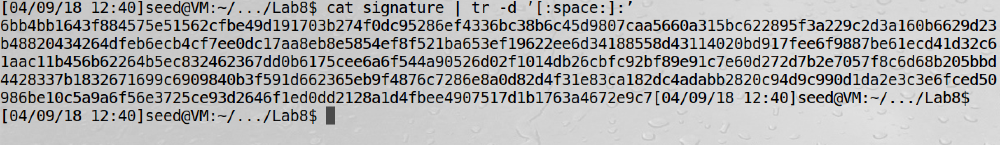 [04/09/18 12:40]seed@VM:~/.../Lab8$ cat signature | tr -d ’[:space:]:’
6bb4bb1643f884575e51562cfbe49d191703b274f0dc95286ef4336bc38b6c45d9807caa5660a315bc622895f3a229c2d3a160b6629d23
b48820434264dfeb6ecb4cf7ee0dc17aa8eb8e5854ef8f521ba653ef19622ee6d34188558d43114020bd917fee6f9887be61ecd41d32c6
1aac11b456b62264b5ec832462367dd0b6175cee6a6f544a90526d02f1014db26cbfc92bf89e91c7e60d272d7b2e7057f8c6d68b205bbd
4428337b1832671699c6909840b3f591d662365eb9f4876c7286e8a0d82d4f31e83ca182dc4adabb2820c94d9c990d1da2e3c3e6fced50
986be10c5a9a6f56e3725ce93d2646f1ed0dd2128a1d4fbee4907517d1b1763a4672e9c7[04/09/18 12:40]seed@VM:~/.../Lab8$
[04/09/18 12:40]seed@VM:~/.../Lab8$